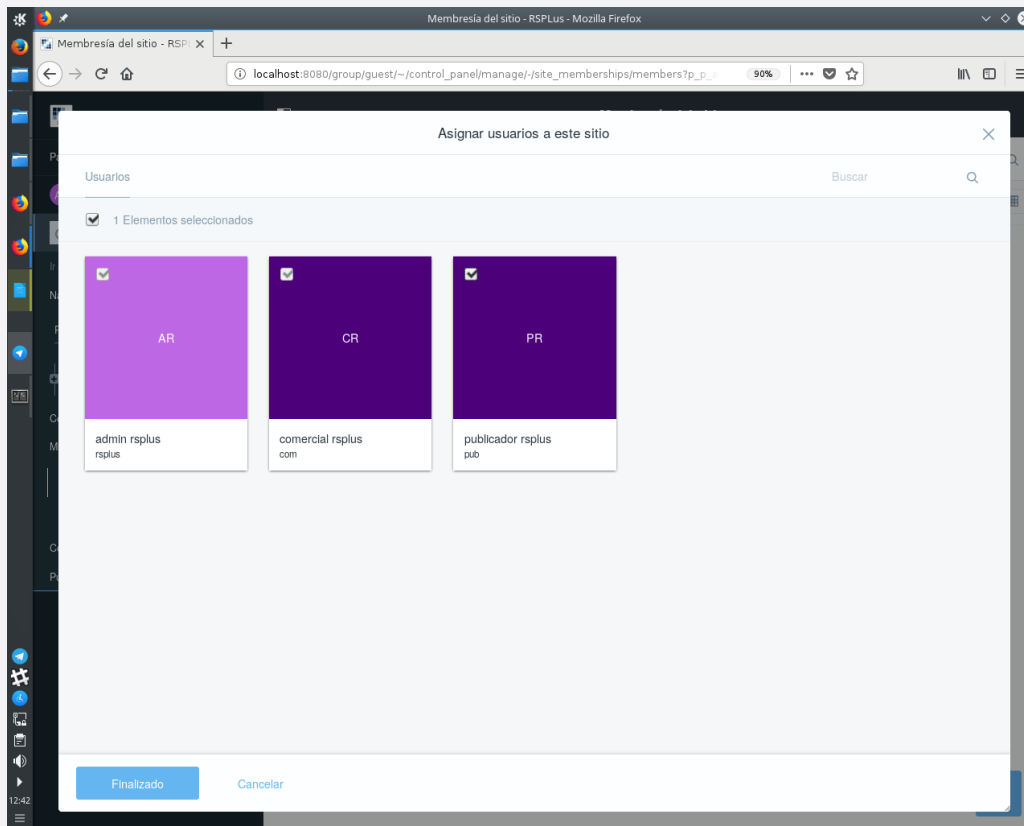 Membresía del sitio - RSPLus - Mozilla Firefox
Membresía del sitio - RSP
localhost:8080/group/guest/~/control_panel/manage/-/site_memberships/members?p_p_
90%
Asignar usuarios a este sitio
Usuarios
Buscar
1 Elementos seleccionados
AR
CR
PR
admin rsplus
rsplus
comercial rsplus
com
publicador rsplus
pub
Finalizado
Cancelar
12:42